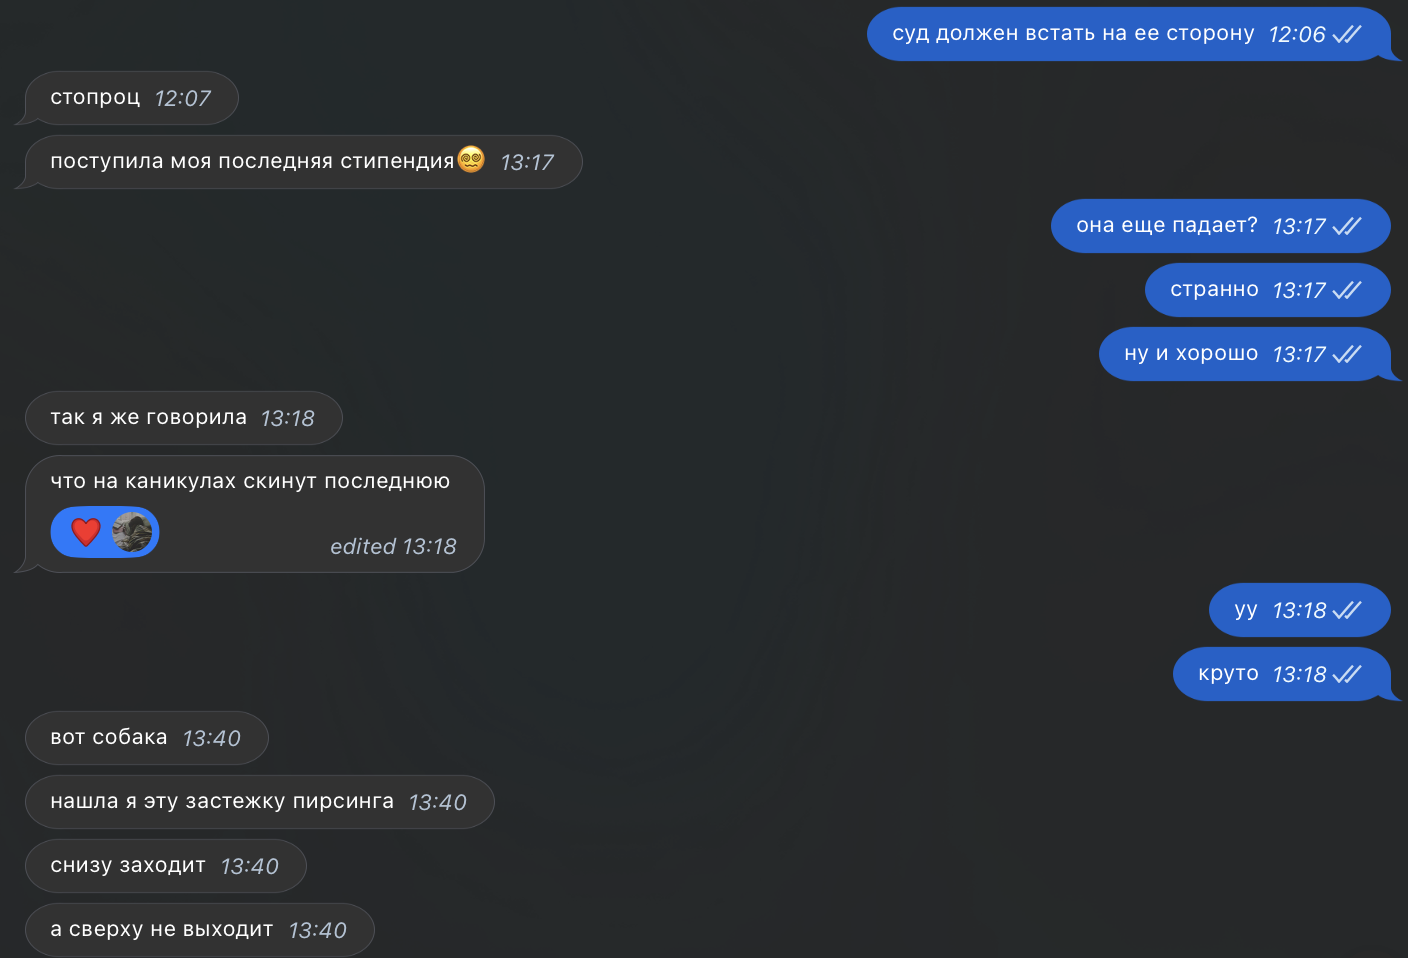 суд должен встать на ее сторону 12:06
стопроц 12:07
поступила моя последняя стипендия😵‍💫 13:17
она еще падает? 13:17
странно 13:17
ну и хорошо 13:17
так я же говорила 13:18
что на каникулах скинут последнюю
edited 13:18
уу 13:18
круто 13:18
вот собака 13:40
нашла я эту застежку пирсинга 13:40
снизу заходит 13:40
а сверху не выходит 13:40